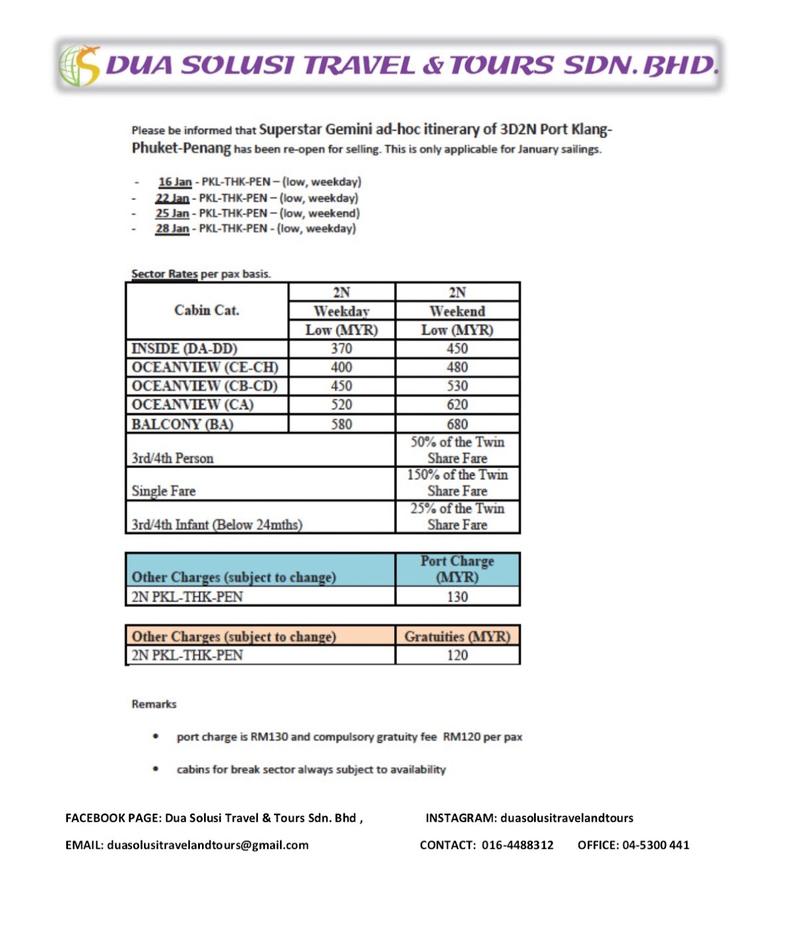 DUA SOLUSI TRAVEL & TOURS SDN. BHD.
Please be informed that Superstar Gemini ad-hoc itinerary of 3D2N Port Klang-
Phuket-Penang has been re-open for selling. This is only applicable for January sailings.
- 16 Jan - PKL-THK-PEN – (low, weekday)
- 22 Jan - PKL-THK-PEN – (low, weekday)
- 25 Jan - PKL-THK-PEN – (low, weekend)
- 28 Jan - PKL-THK-PEN - (low, weekday)
Sector Rates per pax basis.
Cabin Cat. 2N 2N
Weekday Weekend
Low (MYR) Low (MYR)
INSIDE (DA-DD) 370 450
OCEANVIEW (CE-CH) 400 480
OCEANVIEW (CB-CD) 450 530
OCEANVIEW (CA) 520 620
BALCONY (BA) 580 680
3rd/4th Person 50% of the Twin
Share Fare
Single Fare 150% of the Twin
Share Fare
3rd/4th Infant (Below 24mths) 25% of the Twin
Share Fare
Other Charges (subject to change) Port Charge
(MYR)
2N PKL-THK-PEN 130
Other Charges (subject to change) Gratuities (MYR)
2N PKL-THK-PEN 120
Remarks
• port charge is RM130 and compulsory gratuity fee RM120 per pax
• cabins for break sector always subject to availability
FACEBOOK PAGE: Dua Solusi Travel & Tours Sdn. Bhd , INSTAGRAM: duasolusitravelandtours
EMAIL: duasolusitravelandtours@gmail.com CONTACT: 016-4488312 OFFICE: 04-5300 441